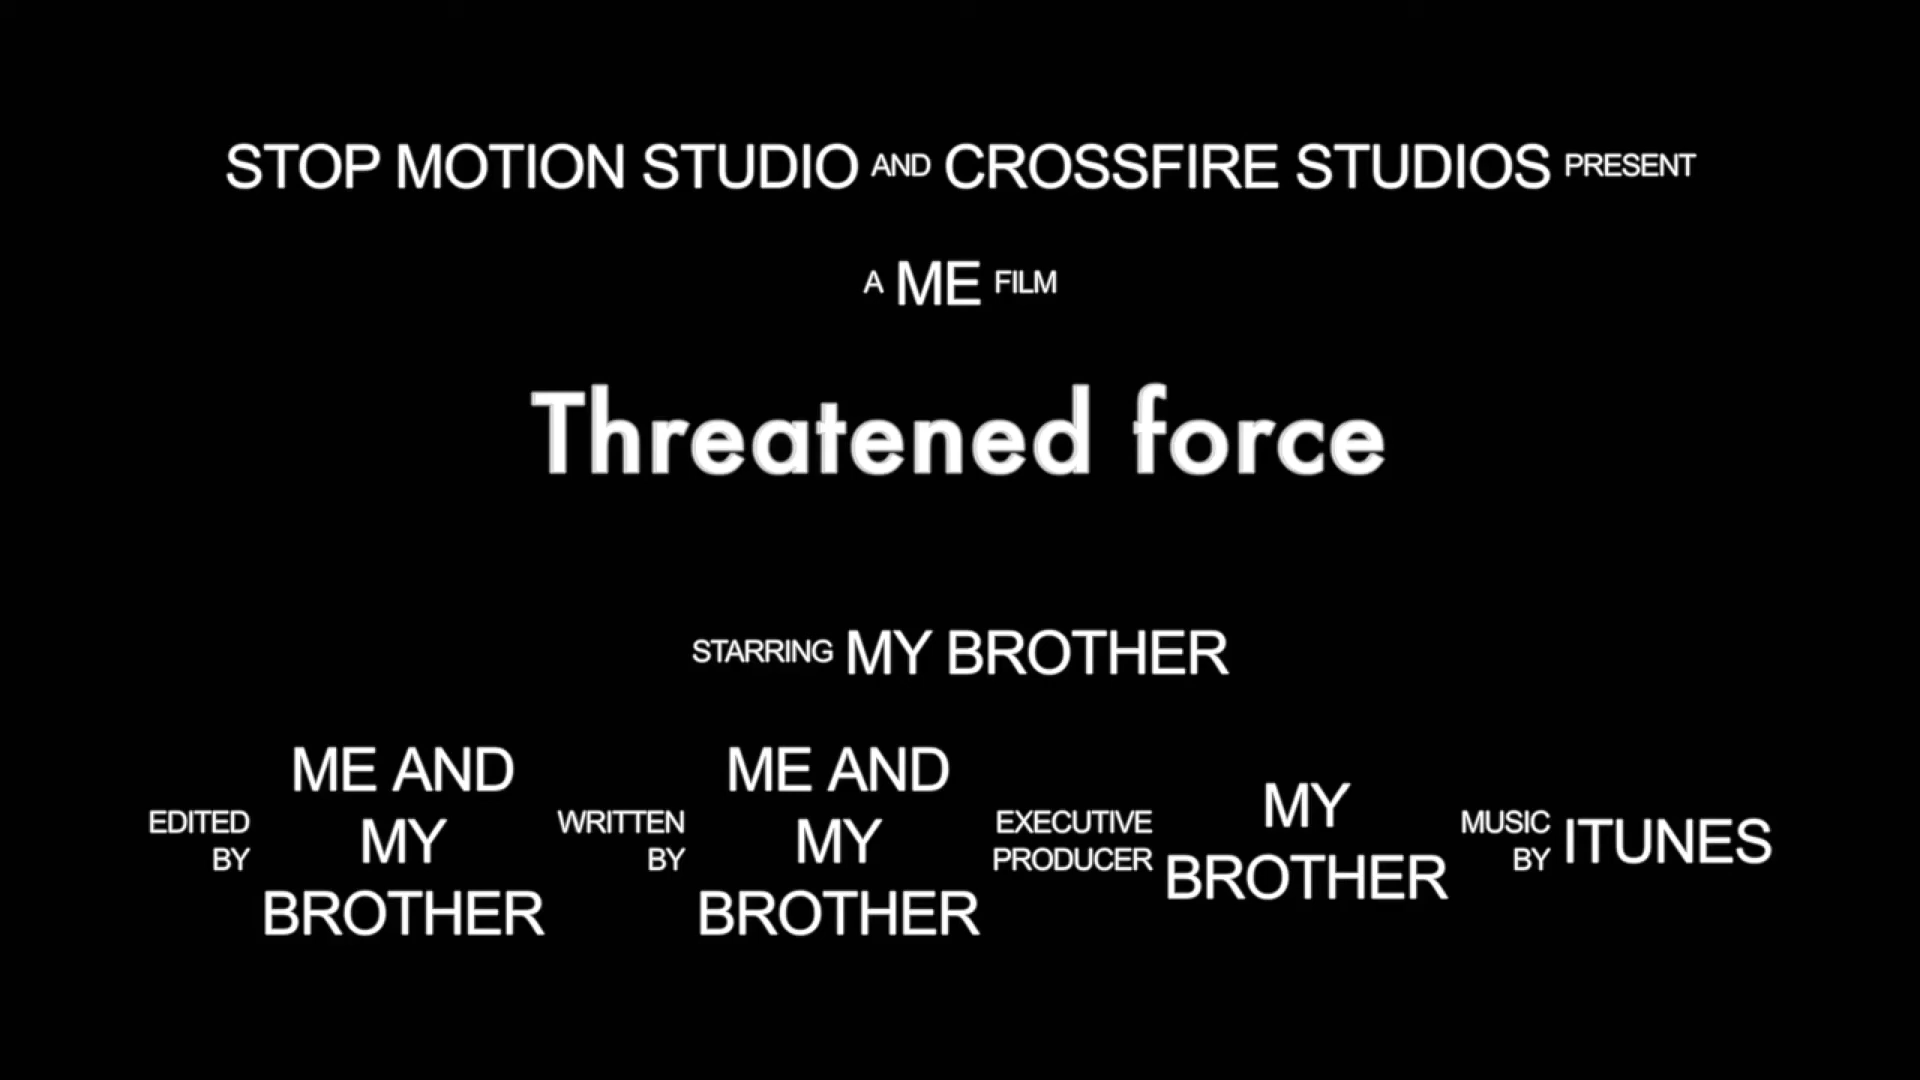 STOP MOTION STUDIO AND CROSSFIRE STUDIOS PRESENT
A ME FILM
Threatened force
STARRING MY BROTHER
EDITED BY ME AND MY BROTHER
WRITTEN BY ME AND MY BROTHER
EXECUTIVE PRODUCER MY BROTHER
MUSIC BY ITUNES